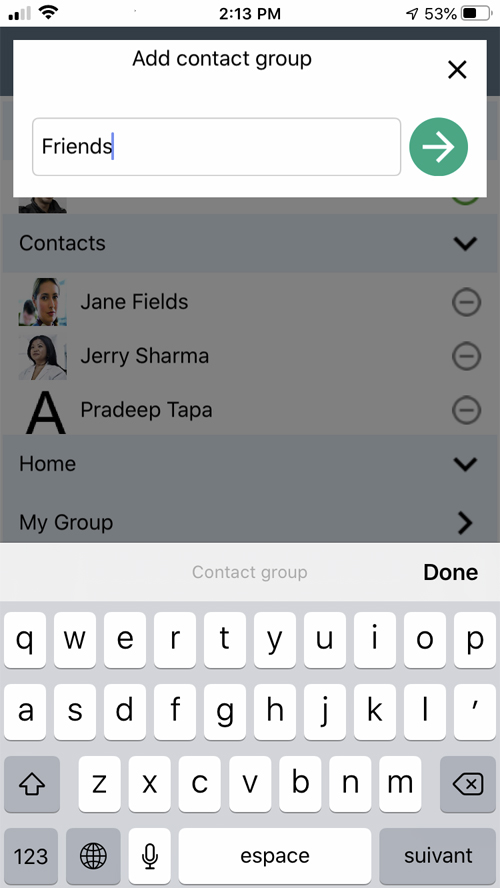 2:13 PM 53%
Add contact group
Friends
Contacts
Jane Fields
Jerry Sharma
A Pradeep Tapa
Home
My Group
Contact group Done
q w e r t y u i o p
a s d f g h j k l ′
z x c v b n m
123 espace suivant